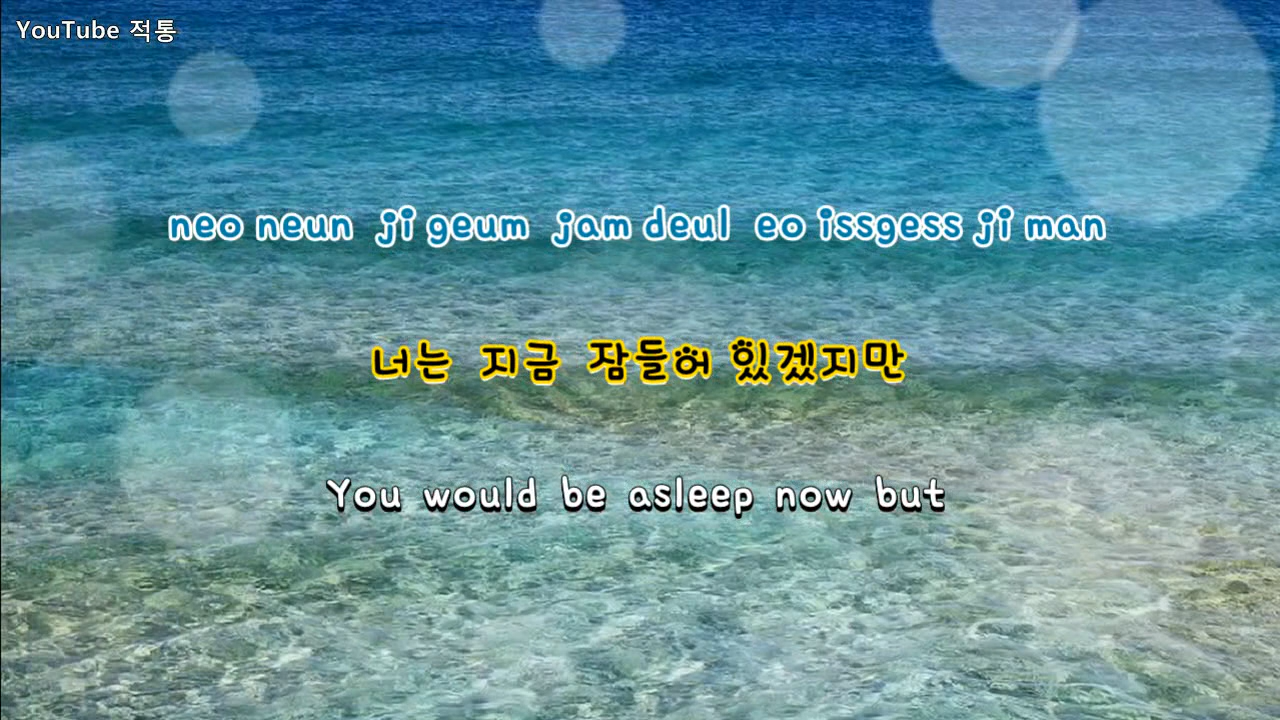 YouTube 적통
neo neun ji geum jam deul eo issgess ji man
너는 지금 잠들어 있겠지만
You would be asleep now but